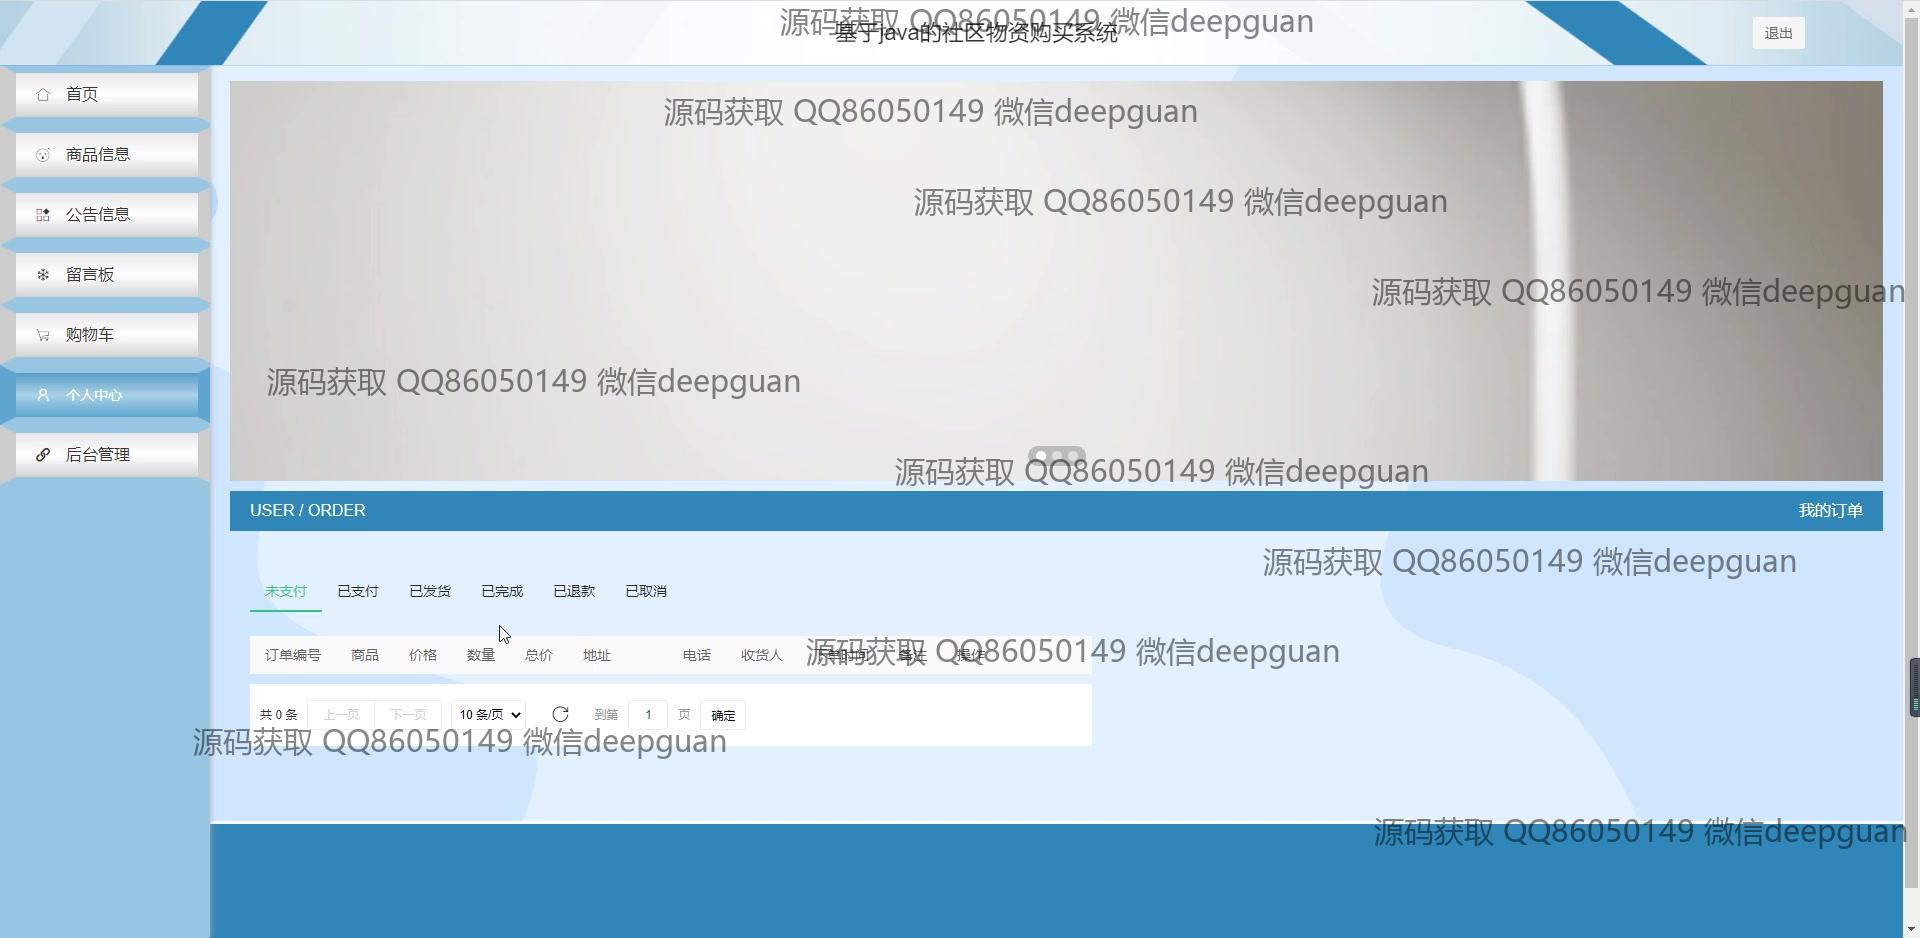 源码获取 QQ86050149 微信deepguan
基于java的社区物资购买系统
退出
首页
商品信息
公告信息
留言板
购物车
个人中心
后台管理
源码获取 QQ86050149 微信deepguan
源码获取 QQ86050149 微信deepguan
源码获取 QQ86050149 微信deepguan
源码获取 QQ86050149 微信deepguan
源码获取 QQ86050149 微信deepguan
USER / ORDER 我的订单
源码获取 QQ86050149 微信deepguan
未支付 已支付 已发货 已完成 已退款 已取消
订单编号 商品 价格 数量 总价 地址 电话 收货人 下单时间 备注 操作
源码获取 QQ86050149 微信deepguan
共 0 条 上一页 下一页 10 条/页 到第 1 页 确定
源码获取 QQ86050149 微信deepguan
源码获取 QQ86050149 微信deepguan